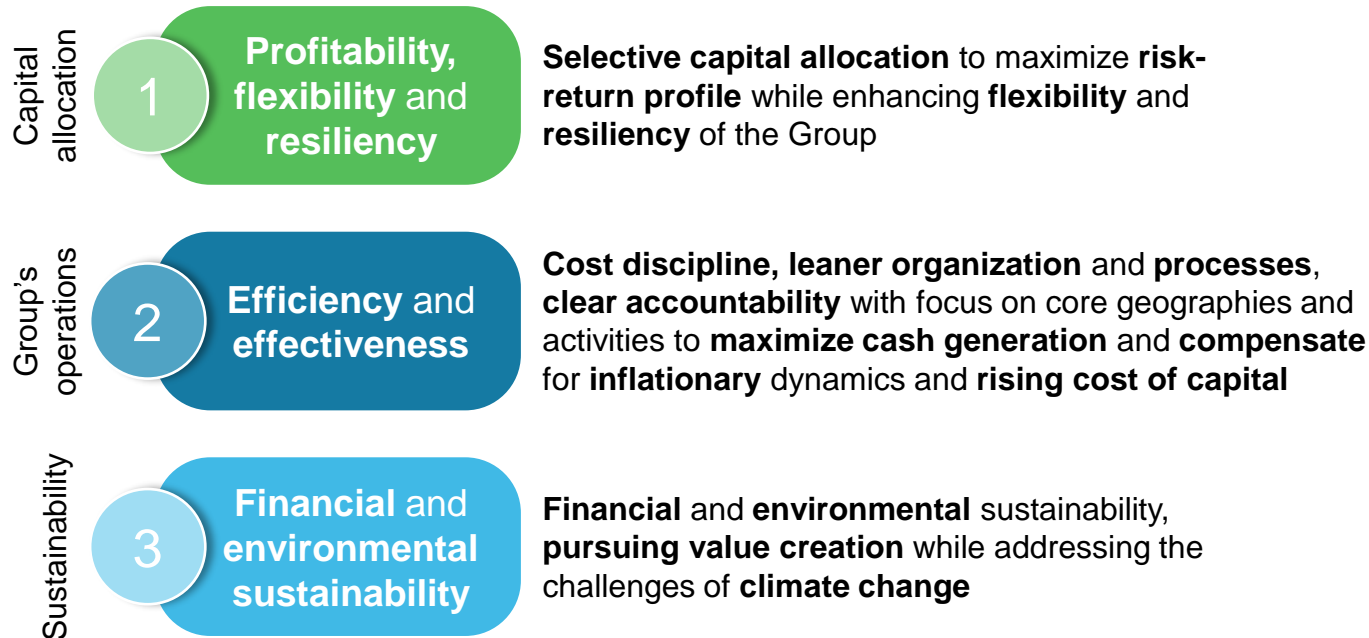 Capital
allocation
1
Profitability,
flexibility and
resiliency
Selective capital allocation to maximize risk-
return profile while enhancing flexibility and
resiliency of the Group
Group's
operations
2
Efficiency and
effectiveness
Cost discipline, leaner organization and processes,
clear accountability with focus on core geographies and
activities to maximize cash generation and compensate
for inflationary dynamics and rising cost of capital
Sustainability
3
Financial and
environmental
sustainability
Financial and environmental sustainability,
pursuing value creation while addressing the
challenges of climate change